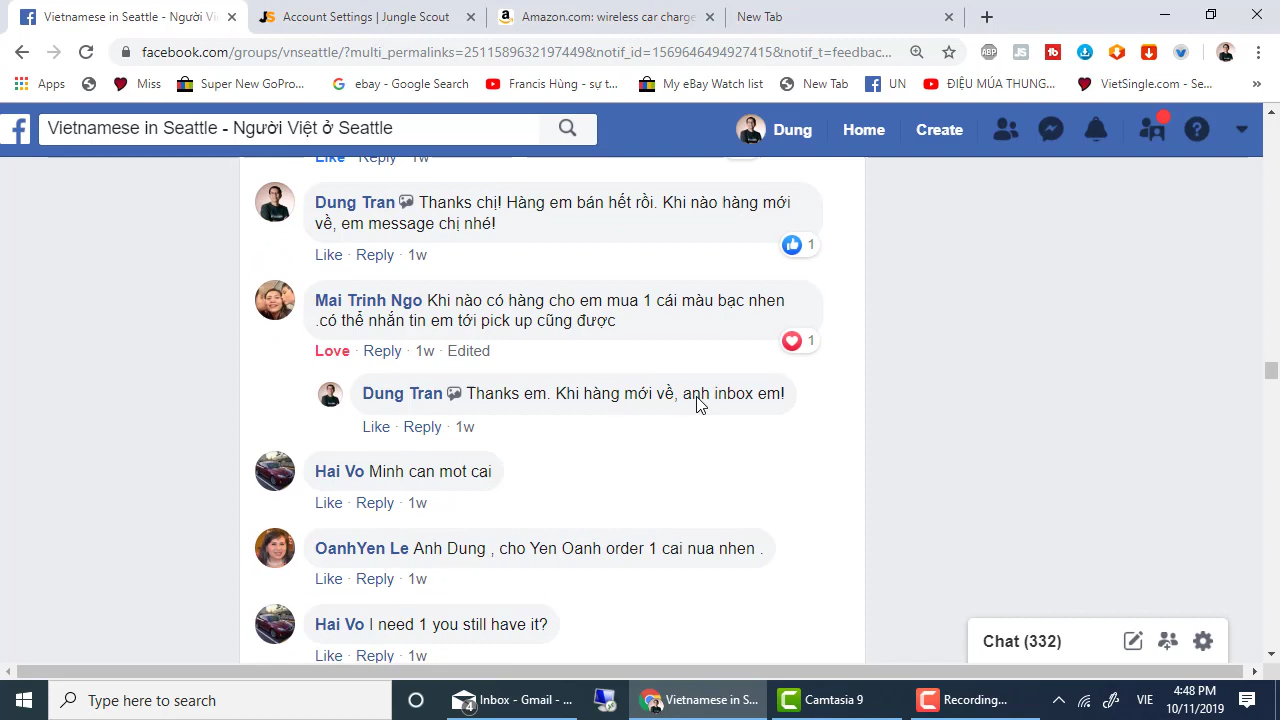 Vietnamese in Seattle - Người Vi
Account Settings | Jungle Scout
Amazon.com: wireless car charge
New Tab
facebook.com/groups/vnseattle/?multi_permalinks=2511589632197449&notif_id=1569646494927415&notif_t=feedbac...
Apps
Miss
Super New GoPro...
ebay - Google Search
Francis Hùng - sự t...
My eBay Watch list
New Tab
UN
ĐIỆU MÚA THUNG...
VietSingle.com - Se...
»
Vietnamese in Seattle - Người Việt ở Seattle
Dung
Home
Create
Like · Reply · 1w
Dung Tran Thanks chị! Hàng em bán hết rồi. Khi nào hàng mới
về, em message chị nhé!
1
Like · Reply · 1w
Mai Trinh Ngo Khi nào có hàng cho em mua 1 cái màu bạc nhen
.có thể nhắn tin em tới pick up cũng được
1
Love · Reply · 1w · Edited
Dung Tran Thanks em. Khi hàng mới về, anh inbox em!
Like · Reply · 1w
Hai Vo Minh can mot cai
Like · Reply · 1w
OanhYen Le Anh Dung , cho Yen Oanh order 1 cai nua nhen .
Like · Reply · 1w
Hai Vo I need 1 you still have it?
Like · Reply · 1w
Chat (332)
Type here to search
4
Inbox - Gmail - ...
Vietnamese in S...
Camtasia 9
Recording...
VIE
4:48 PM
10/11/2019